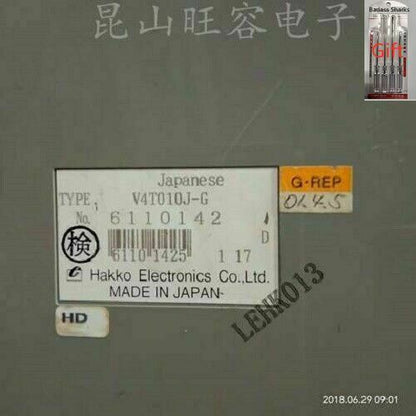 昆山旺容电子
Badass Sharks
Gift
Japanese
TYPE, V4T010J-G
No. 6110142
D
検
6110 1425 1 17
Hakko Electronics Co.,Ltd.
MADE IN JAPAN
G·REP
01.4.5
HD
LEHK013
2018.06.29 09:01